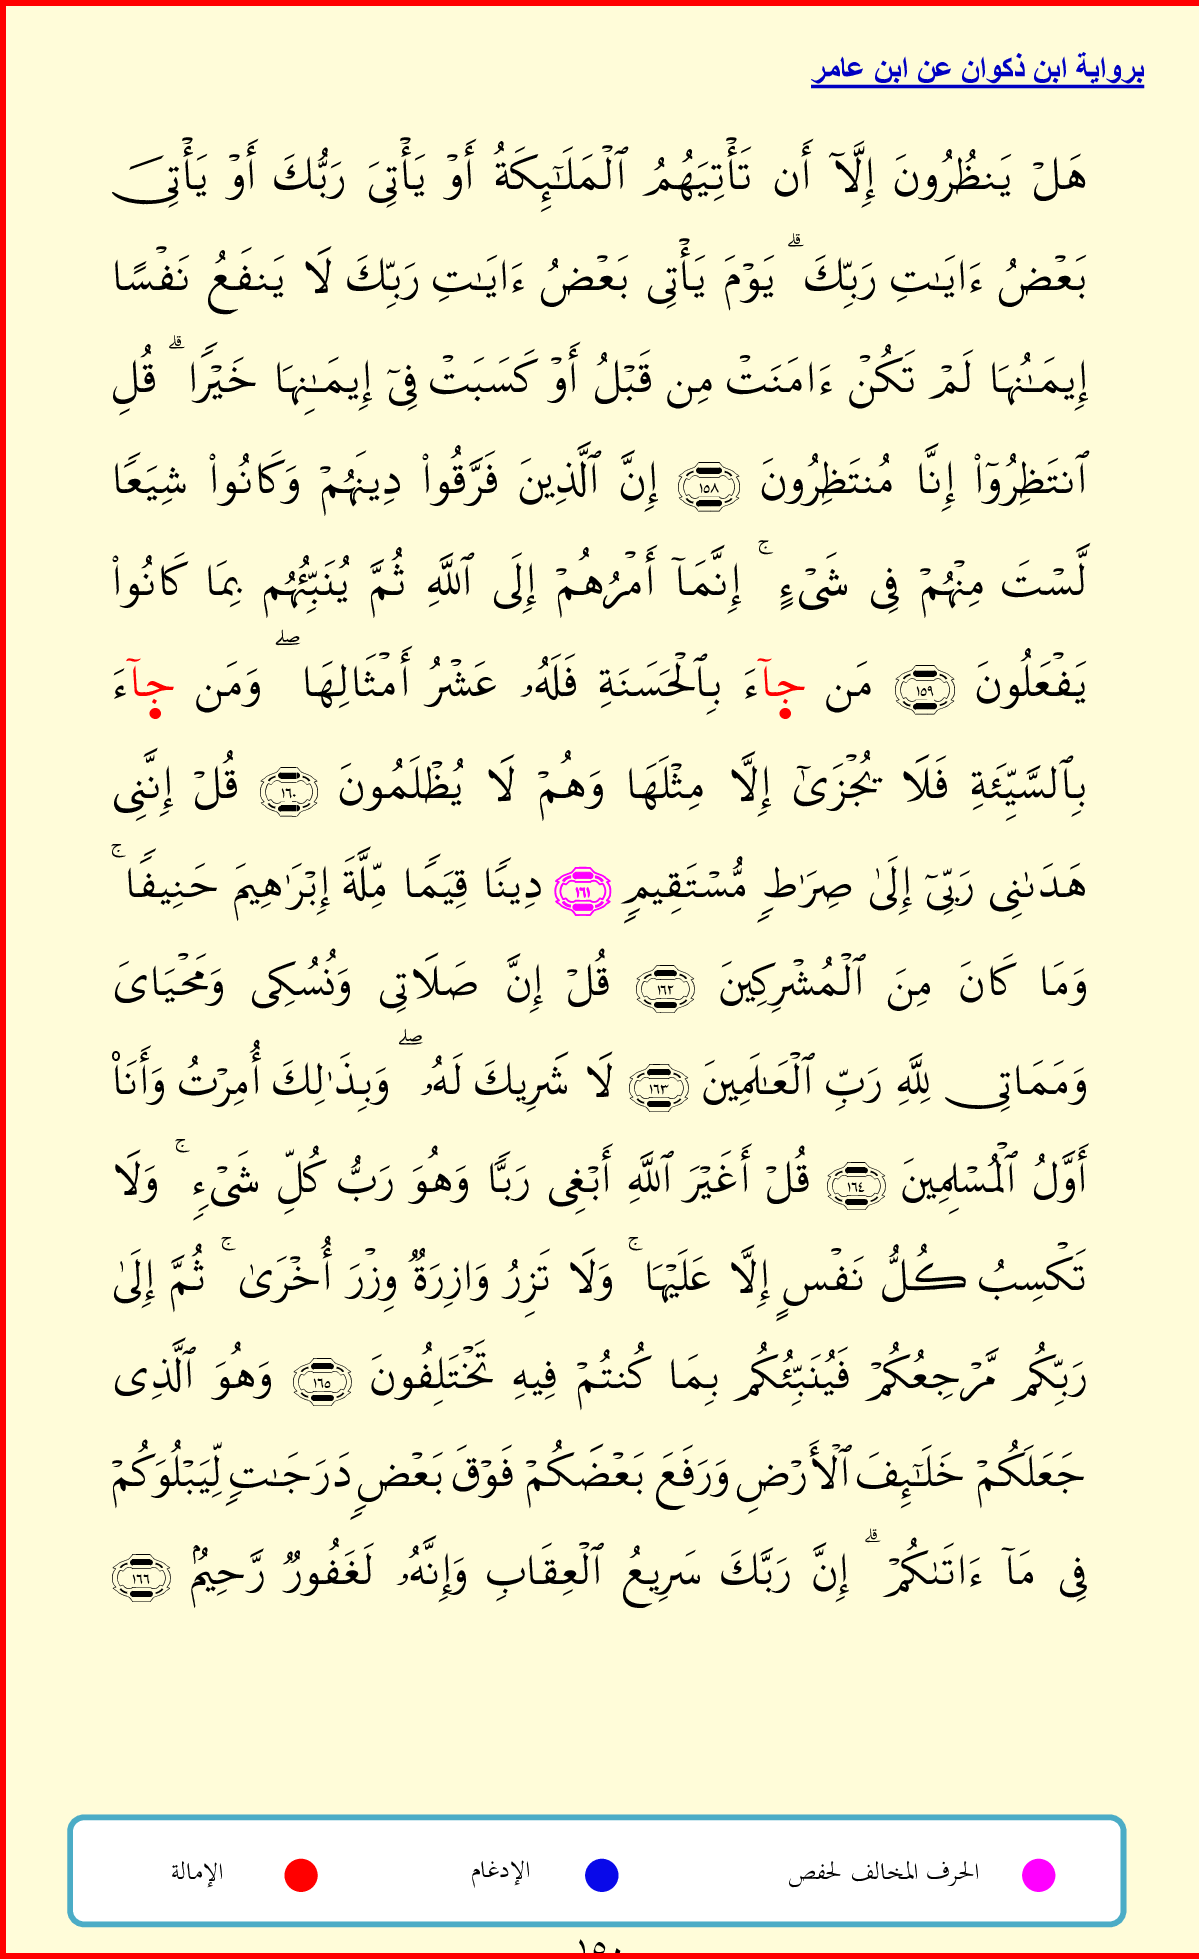 برواية ابن ذكوان عن ابن عامر
هَلۡ يَنظُرُونَ إِلَّآ أَن تَأۡتِيَهُمُ ٱلۡمَلَٰٓئِكَةُ أَوۡ يَأۡتِيَ رَبُّكَ أَوۡ يَأۡتِيَ
بَعۡضُ ءَايَٰتِ رَبِّكَۗ يَوۡمَ يَأۡتِي بَعۡضُ ءَايَٰتِ رَبِّكَ لَا يَنفَعُ نَفۡسًا
إِيمَٰنُهَا لَمۡ تَكُنۡ ءَامَنَتۡ مِن قَبۡلُ أَوۡ كَسَبَتۡ فِيٓ إِيمَٰنِهَا خَيۡرٗاۗ قُلِ
ٱنتَظِرُوٓاْ إِنَّا مُنتَظِرُونَ ١٥٨ إِنَّ ٱلَّذِينَ فَرَّقُواْ دِينَهُمۡ وَكَانُواْ شِيَعٗا
لَّسۡتَ مِنۡهُمۡ فِي شَيۡءٍۚ إِنَّمَآ أَمۡرُهُمۡ إِلَى ٱللَّهِ ثُمَّ يُنَبِّئُهُم بِمَا كَانُواْ
يَفۡعَلُونَ ١٥٩ مَن جَآءَ بِٱلۡحَسَنَةِ فَلَهُۥ عَشۡرُ أَمۡثَالِهَاۖ وَمَن جَآءَ
بِٱلسَّيِّئَةِ فَلَا يُجۡزَىٰٓ إِلَّا مِثۡلَهَا وَهُمۡ لَا يُظۡلَمُونَ ١٦٠ قُلۡ إِنَّنِي
هَدَىٰنِي رَبِّيٓ إِلَىٰ صِرَٰطٖ مُّسۡتَقِيمٖ ١٦١ دِينٗا قِيَمٗا مِّلَّةَ إِبۡرَٰهِيمَ حَنِيفٗاۚ
وَمَا كَانَ مِنَ ٱلۡمُشۡرِكِينَ ١٦٢ قُلۡ إِنَّ صَلَاتِي وَنُسُكِي وَمَحۡيَايَ
وَمَمَاتِي لِلَّهِ رَبِّ ٱلۡعَٰلَمِينَ ١٦٣ لَا شَرِيكَ لَهُۥۖ وَبِذَٰلِكَ أُمِرۡتُ وَأَنَا۠
أَوَّلُ ٱلۡمُسۡلِمِينَ ١٦٤ قُلۡ أَغَيۡرَ ٱللَّهِ أَبۡغِي رَبّٗا وَهُوَ رَبُّ كُلِّ شَيۡءٖۚ وَلَا
تَكۡسِبُ كُلُّ نَفۡسٍ إِلَّا عَلَيۡهَاۚ وَلَا تَزِرُ وَازِرَةٞ وِزۡرَ أُخۡرَىٰۚ ثُمَّ إِلَىٰ
رَبِّكُم مَّرۡجِعُكُمۡ فَيُنَبِّئُكُم بِمَا كُنتُمۡ فِيهِ تَخۡتَلِفُونَ ١٦٥ وَهُوَ ٱلَّذِي
جَعَلَكُمۡ خَلَٰٓئِفَ ٱلۡأَرۡضِ وَرَفَعَ بَعۡضَكُمۡ فَوۡقَ بَعۡضٖ دَرَجَٰتٖ لِّيَبۡلُوَكُمۡ
فِي مَآ ءَاتَىٰكُمۡۗ إِنَّ رَبَّكَ سَرِيعُ ٱلۡعِقَابِ وَإِنَّهُۥ لَغَفُورٞ رَّحِيمُۢ ١٦٦
الحرف المخالف لحفص الإدغام الإمالة
١٥٠